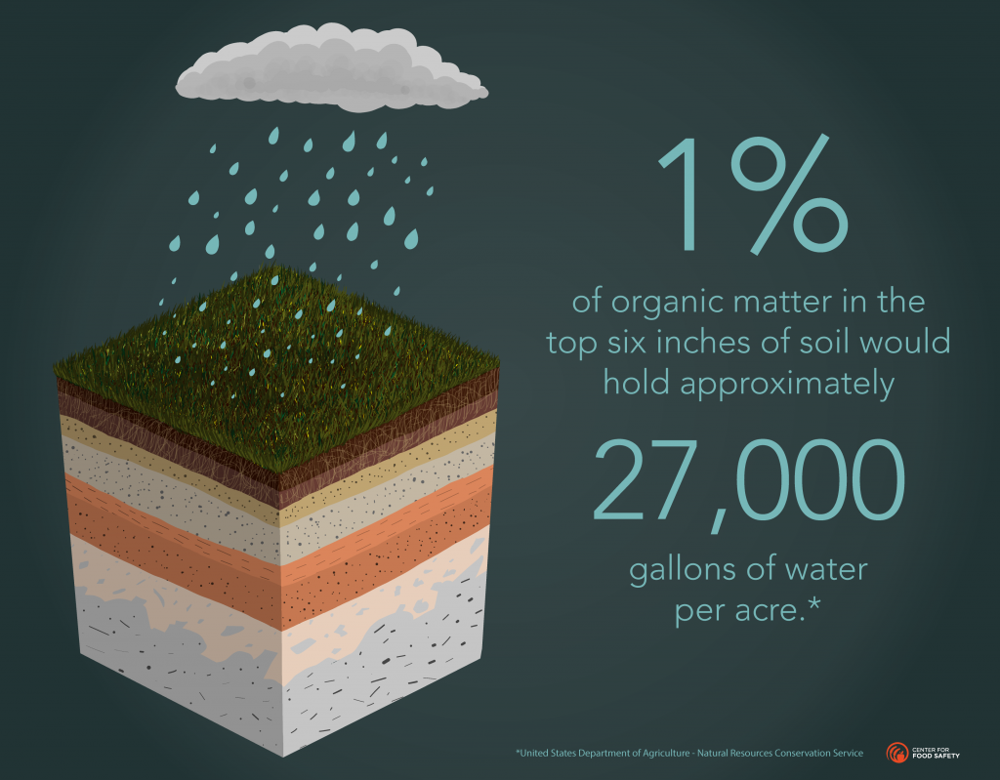 1%
of organic matter in the
top six inches of soil would
hold approximately
27,000
gallons of water
per acre.*
*United States Department of Agriculture - Natural Resources Conservation Service
CENTER FOR
FOOD SAFETY